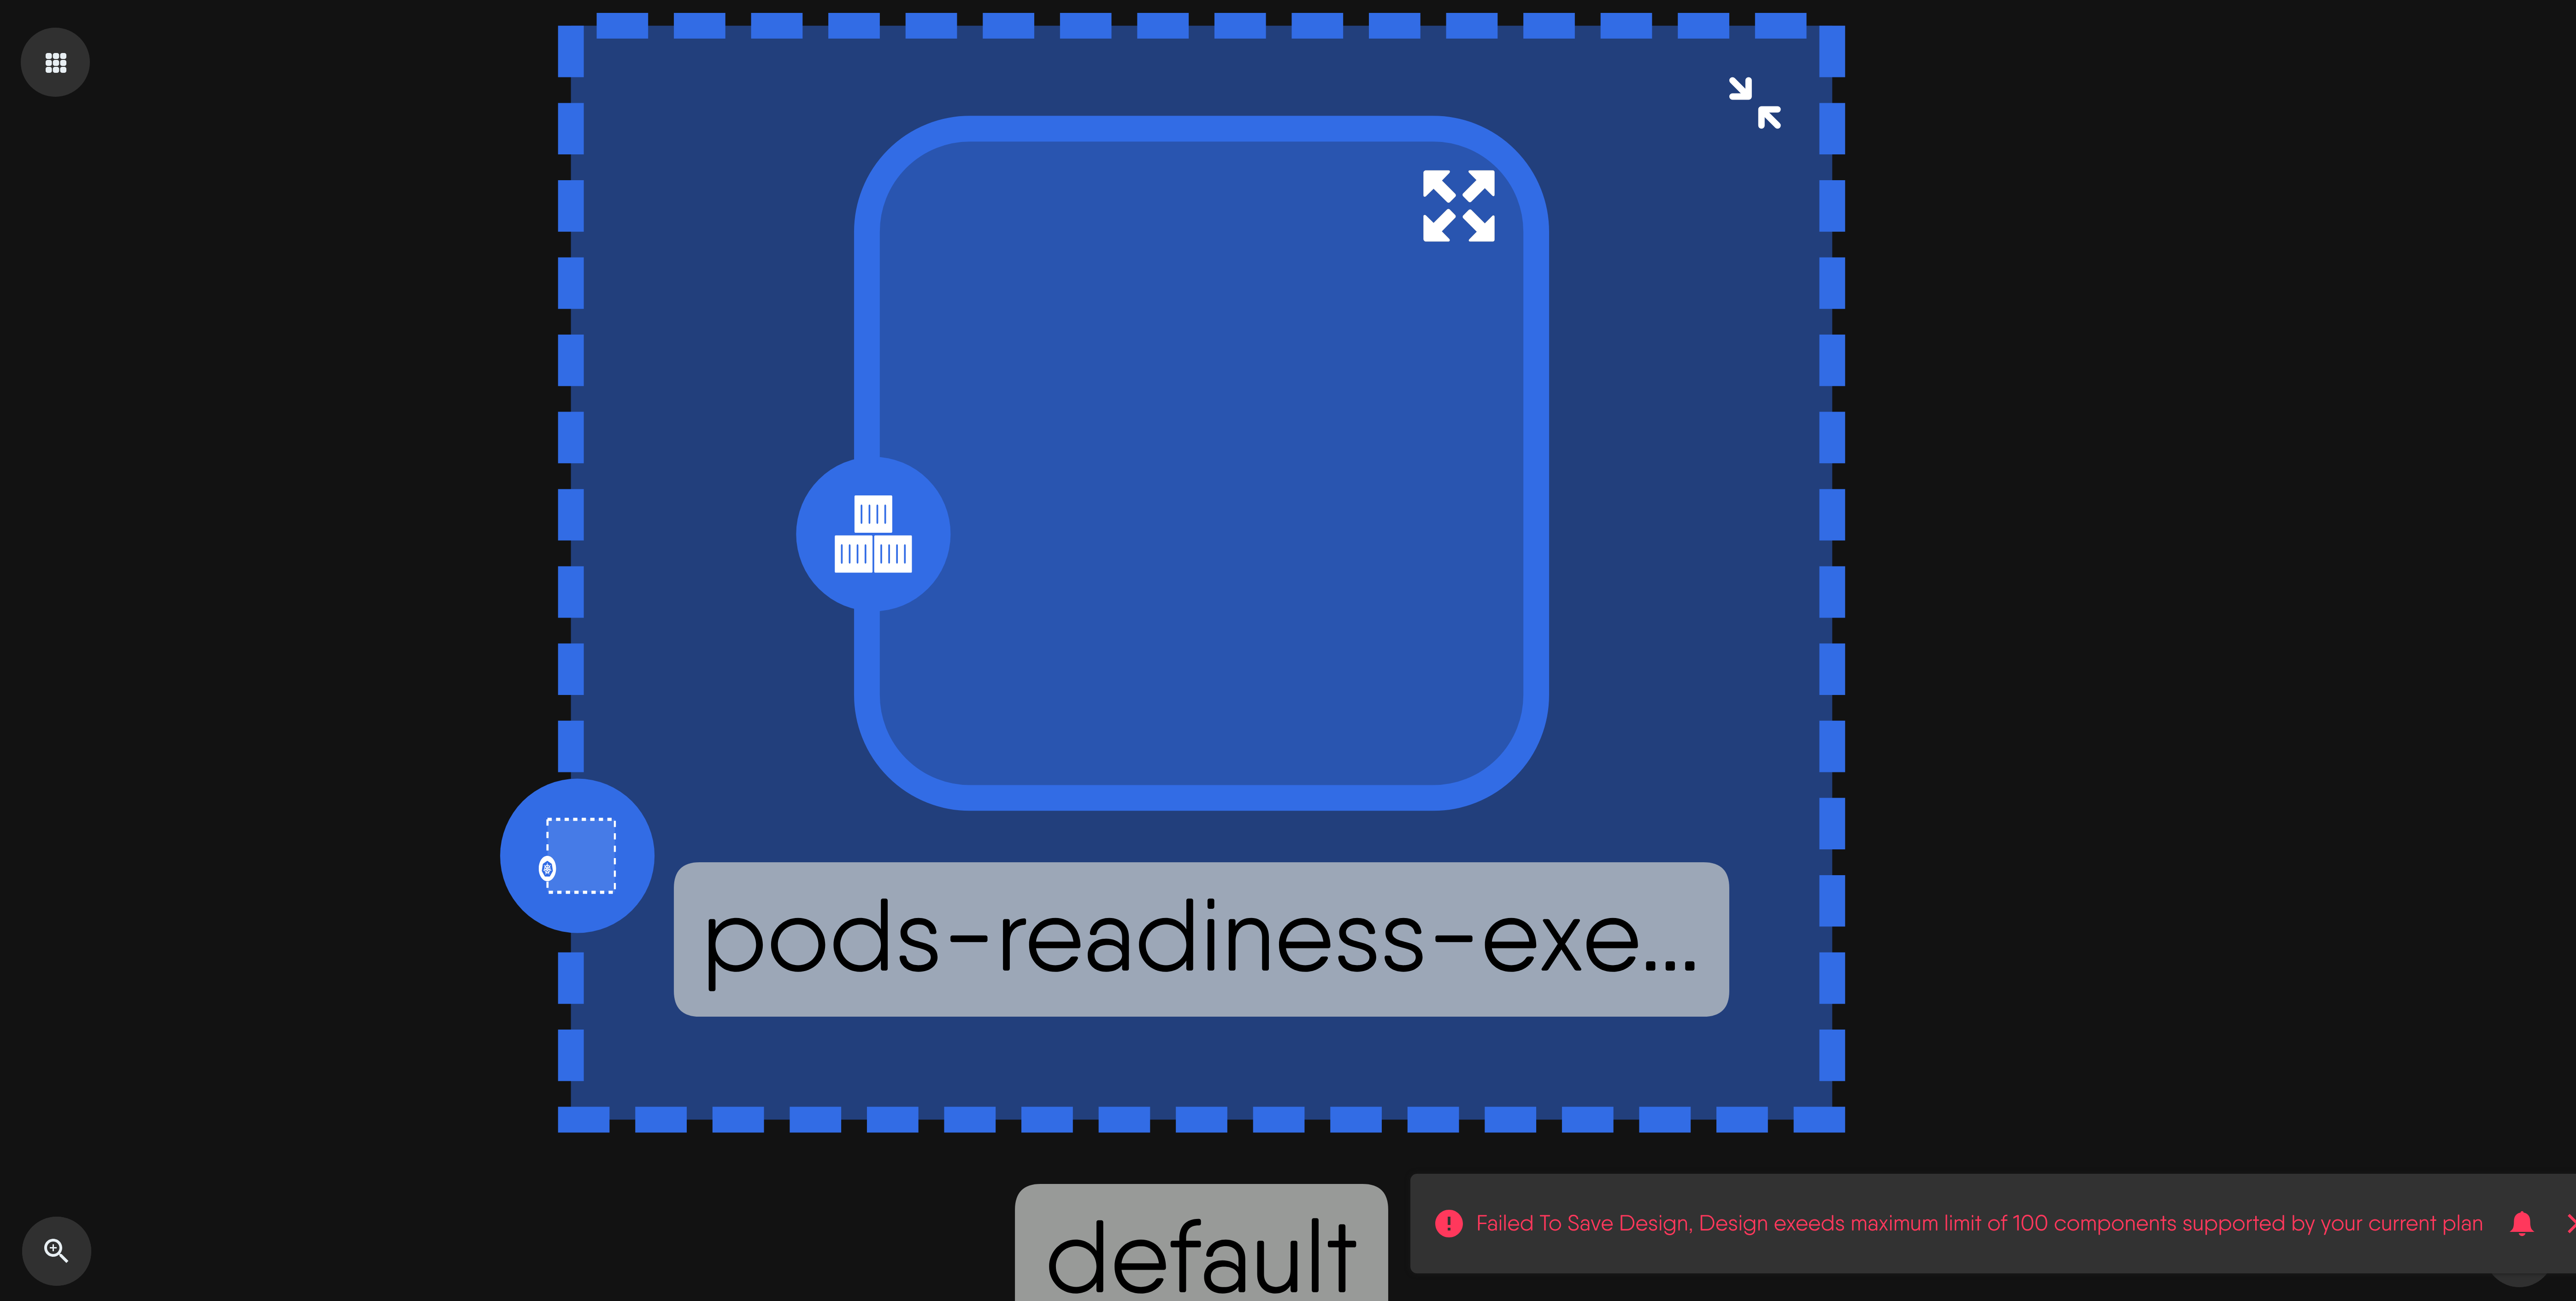 pods-readiness-exe...
default
Failed To Save Design, Design exeeds maximum limit of 100 components supported by your current plan